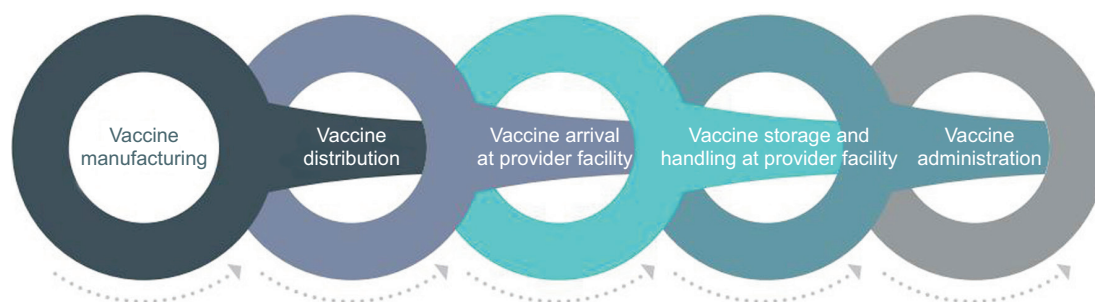 Vaccine
manufacturing
Vaccine
distribution
Vaccine arrival
at provider facility
Vaccine storage and
handling at provider facility
Vaccine
administration